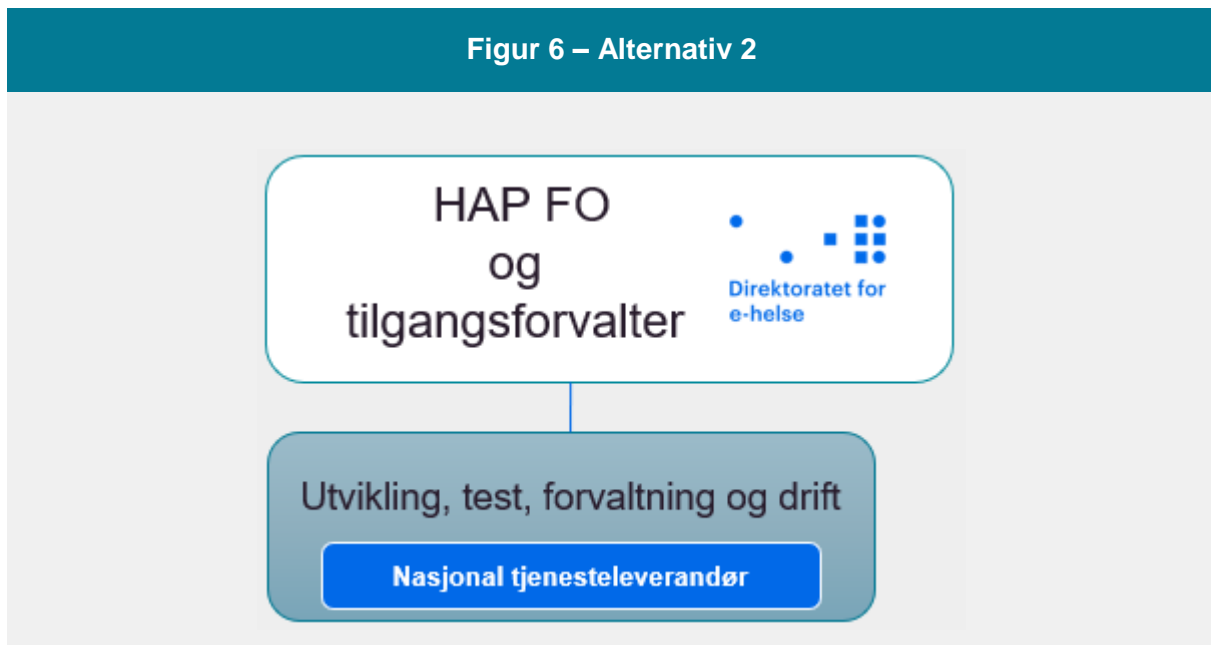 Figur 6 – Alternativ 2
HAP FO
og
tilgangsforvalter
Direktoratet for
e-helse
Utvikling, test, forvaltning og drift
Nasjonal tjenesteleverandør